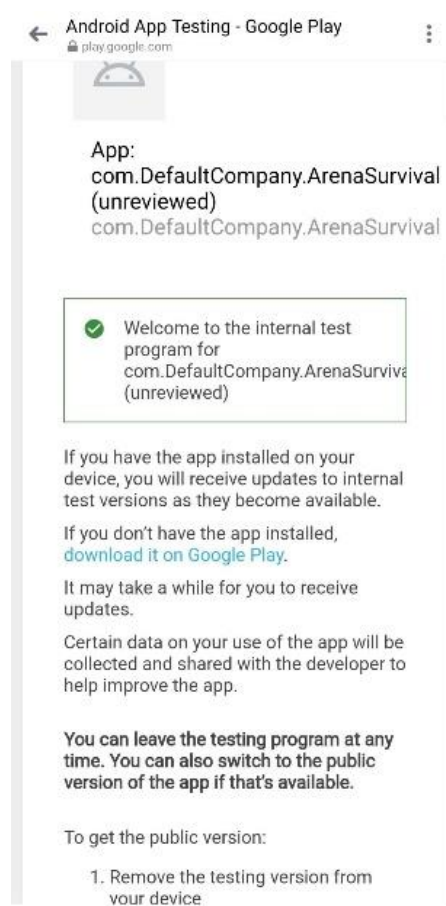 Android App Testing - Google Play
play.google.com
App:
com.DefaultCompany.ArenaSurvival
(unreviewed)
com.DefaultCompany.ArenaSurvival
Welcome to the internal test
program for
com.DefaultCompany.ArenaSurviva
(unreviewed)
If you have the app installed on your
device, you will receive updates to internal
test versions as they become available.
If you don't have the app installed,
download it on Google Play.
It may take a while for you to receive
updates.
Certain data on your use of the app will be
collected and shared with the developer to
help improve the app.
You can leave the testing program at any
time. You can also switch to the public
version of the app if that's available.
To get the public version:
1. Remove the testing version from
your device